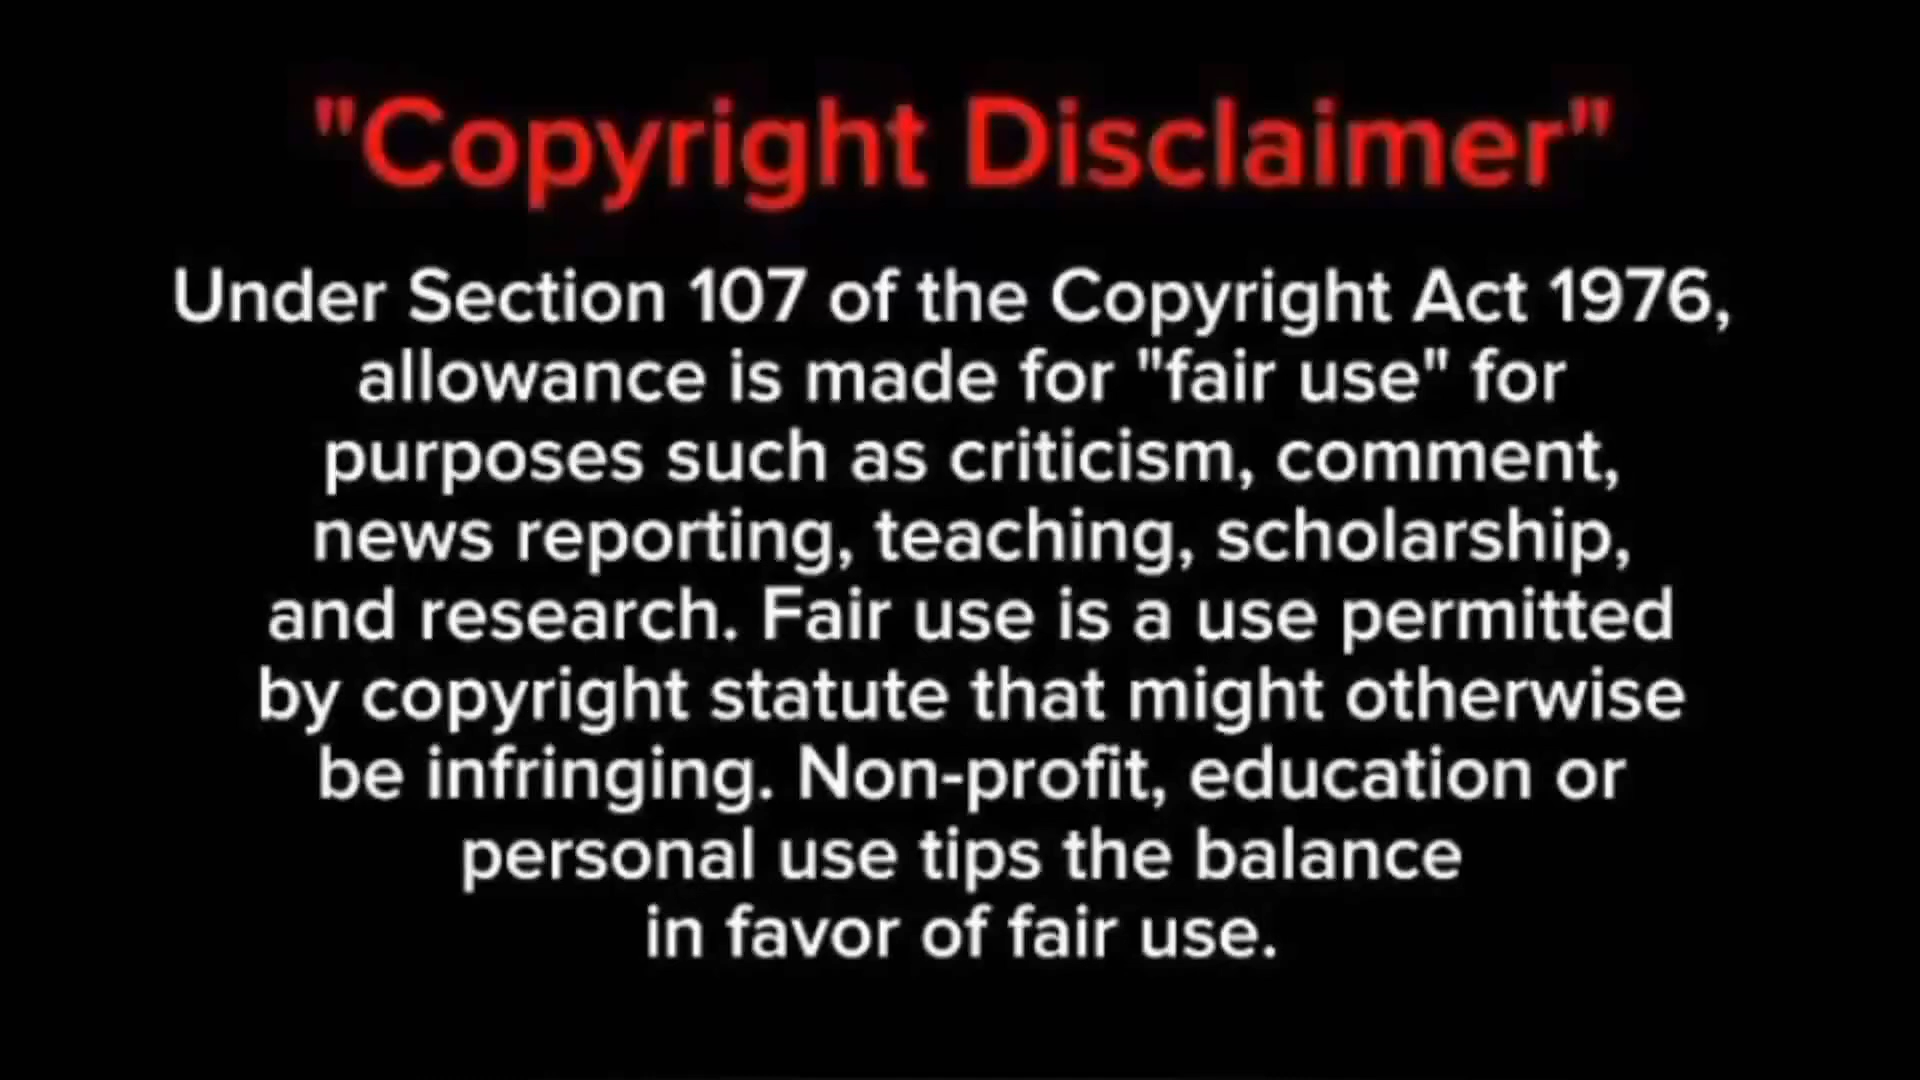 "Copyright Disclaimer"
Under Section 107 of the Copyright Act 1976,
allowance is made for "fair use" for
purposes such as criticism, comment,
news reporting, teaching, scholarship,
and research. Fair use is a use permitted
by copyright statute that might otherwise
be infringing. Non-profit, education or
personal use tips the balance
in favor of fair use.